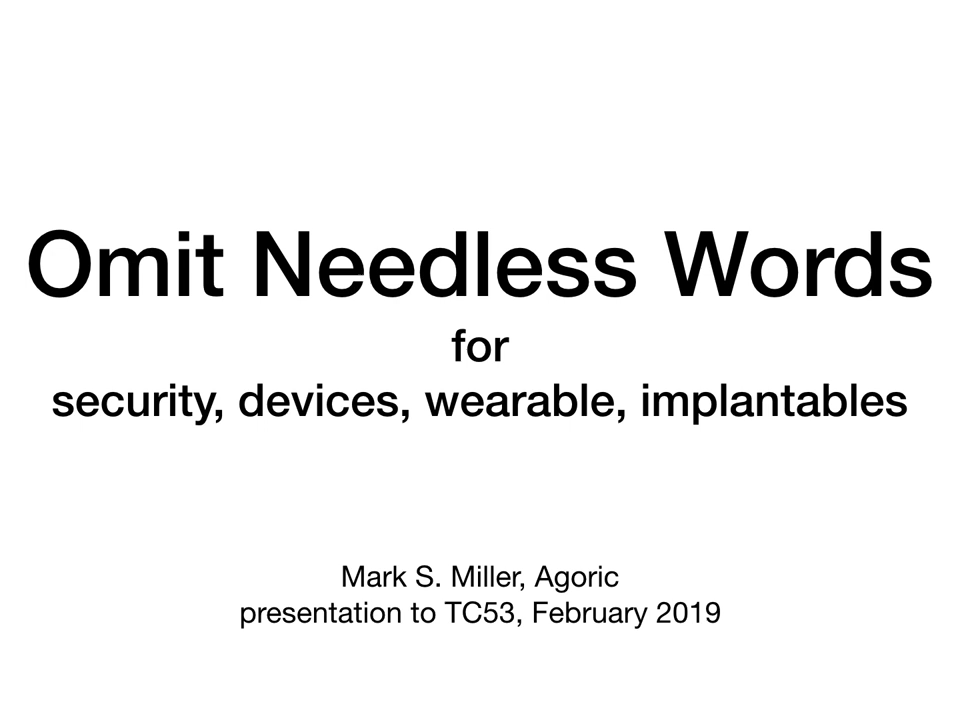 Omit Needless Words
for
security, devices, wearable, implantables
Mark S. Miller, Agoric
presentation to TC53, February 2019